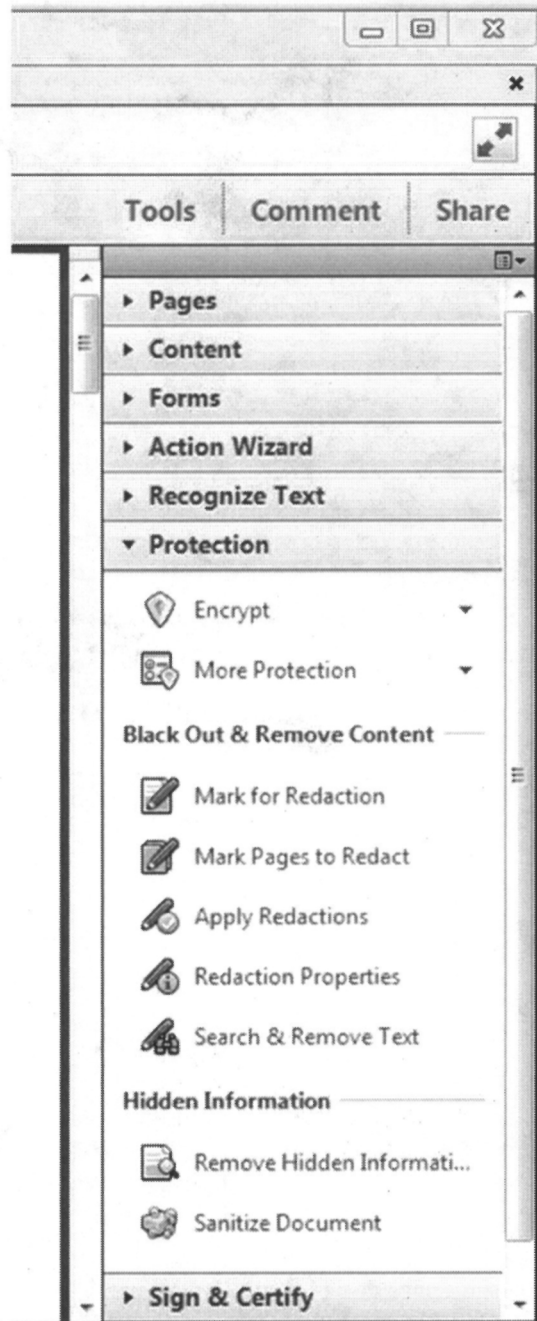 Tools Comment Share
Pages
Content
Forms
Action Wizard
Recognize Text
Protection
Encrypt
More Protection
Black Out & Remove Content
Mark for Redaction
Mark Pages to Redact
Apply Redactions
Redaction Properties
Search & Remove Text
Hidden Information
Remove Hidden Informati...
Sanitize Document
Sign & Certify